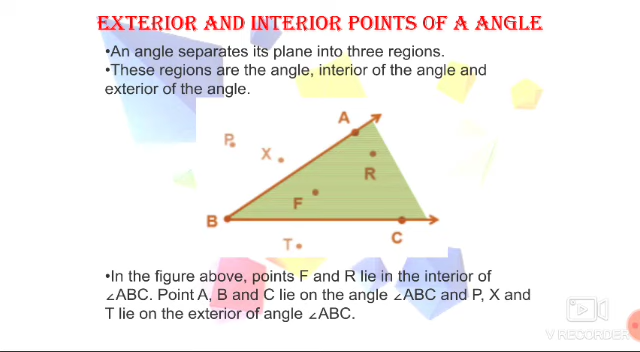 EXTERIOR AND INTERIOR POINTS OF A ANGLE
•An angle separates its plane into three regions.
•These regions are the angle, interior of the angle and
exterior of the angle.
A
P
X
R
F
B
T
C
•In the figure above, points F and R lie in the interior of
∠ABC. Point A, B and C lie on the angle ∠ABC and P, X and
T lie on the exterior of angle ∠ABC.
V RECORDER